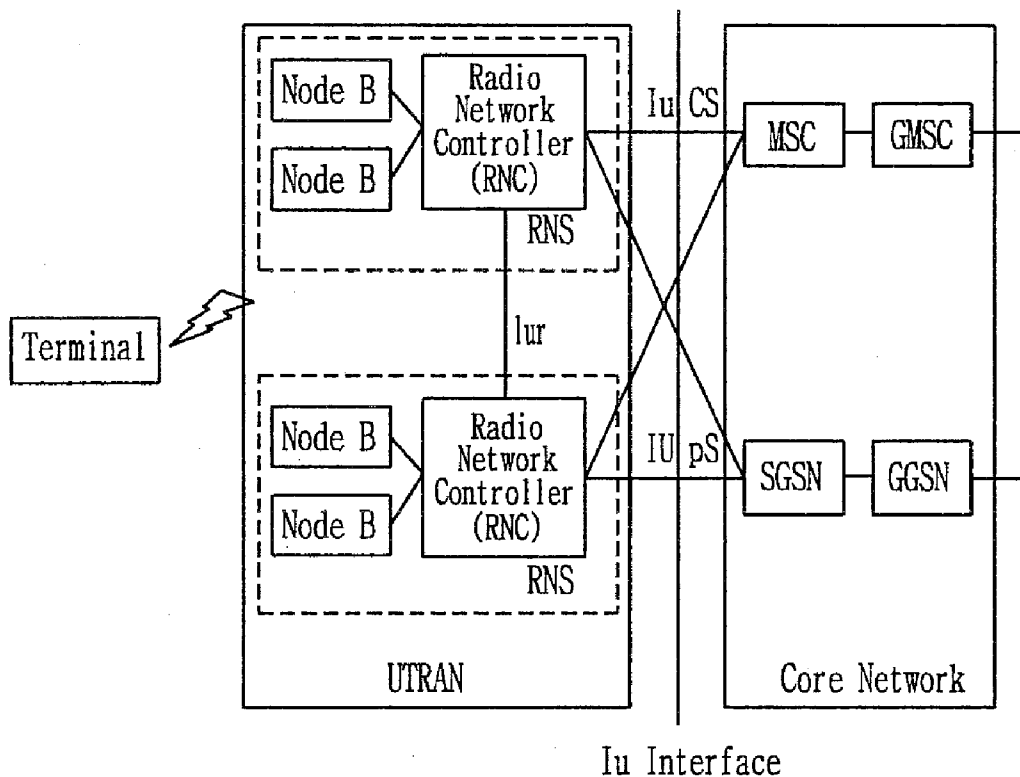 Node B
Node B
Radio
Network
Controller
(RNC)
RNS
Iu CS
MSC
GMSC
Terminal
Iur
Node B
Node B
Radio
Network
Controller
(RNC)
RNS
IU pS
SGSN
GGSN
UTRAN
Core Network
Iu Interface